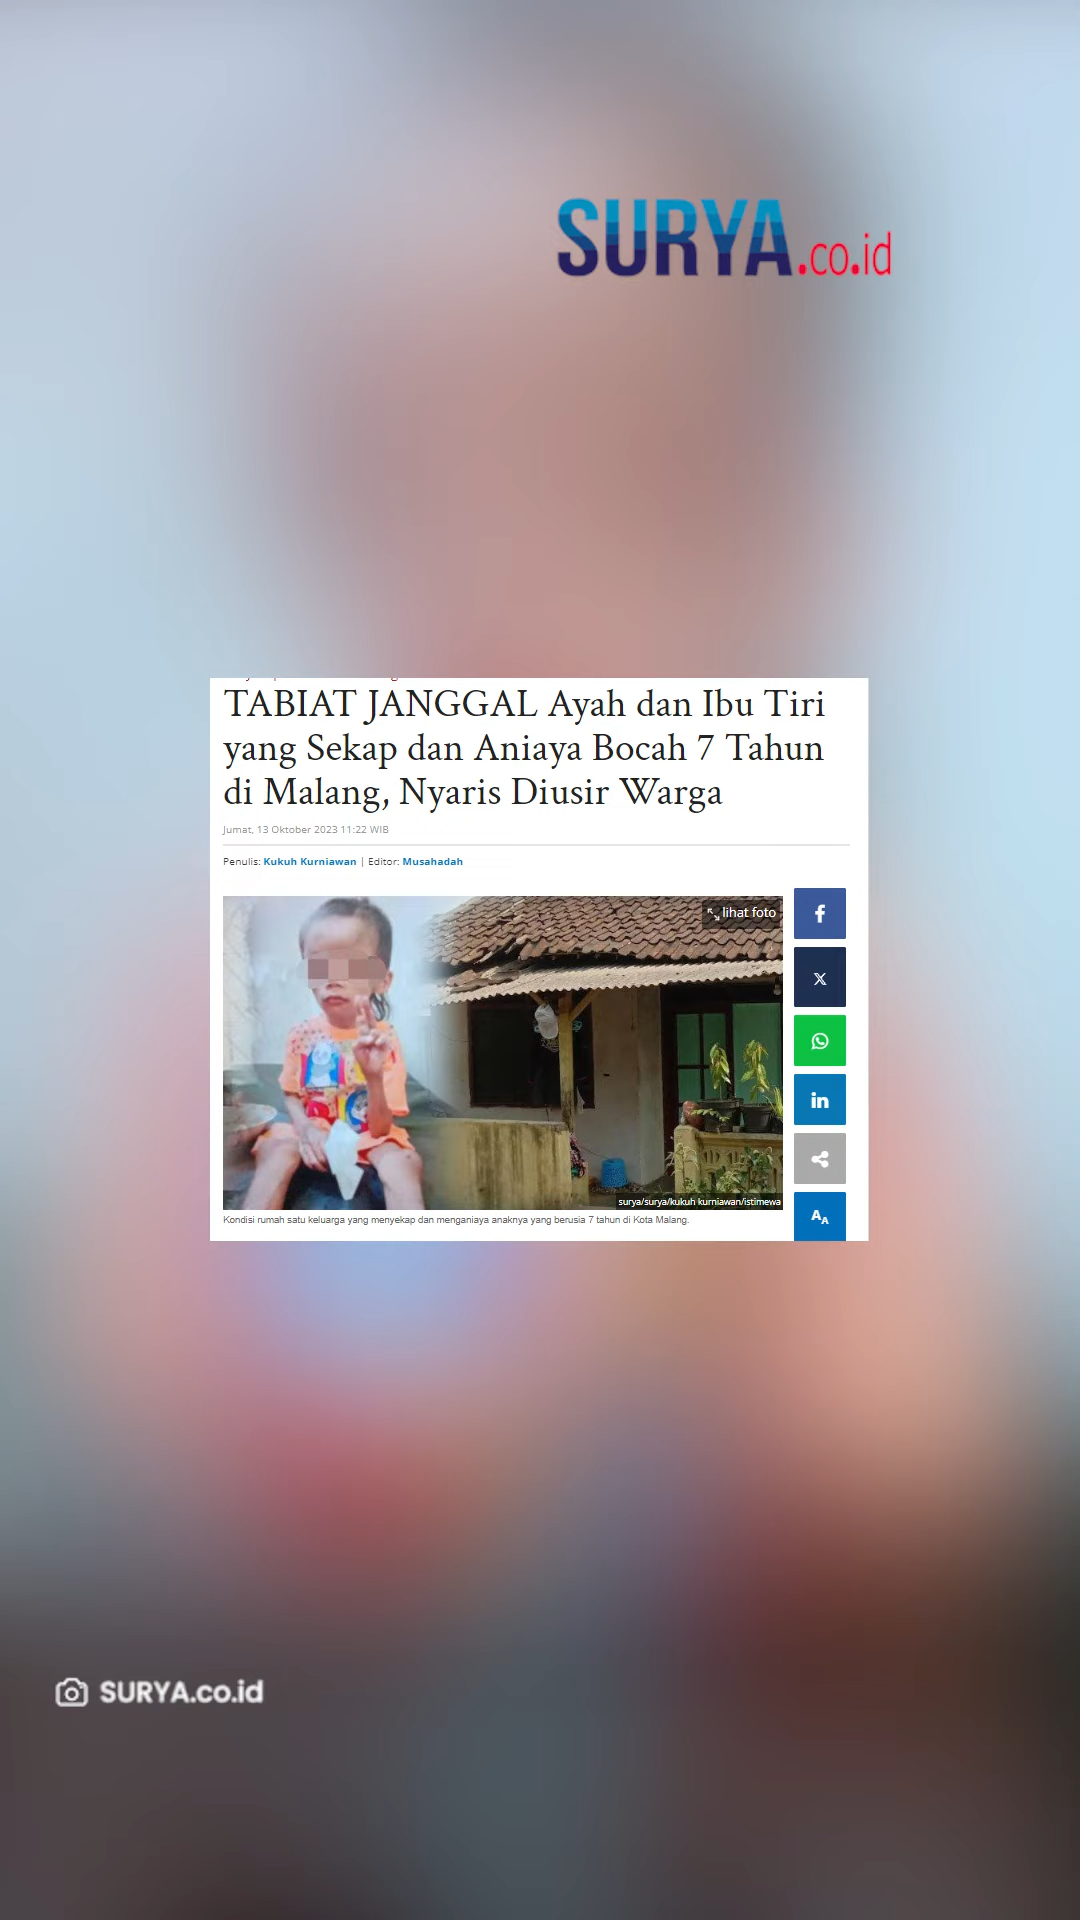 SURYA.co.id
TABIAT JANGGAL Ayah dan Ibu Tiri
yang Sekap dan Aniaya Bocah 7 Tahun
di Malang, Nyaris Diusir Warga
Jumat, 13 Oktober 2023 11:22 WIB
Penulis: Kukuh Kurniawan | Editor: Musahadah
lihat foto
f
X
in
AA
surya/surya/kukuh kurniawan/istimewa
Kondisi rumah satu keluarga yang menyekap dan menganiaya anaknya yang berusia 7 tahun di Kota Malang.
SURYA.co.id